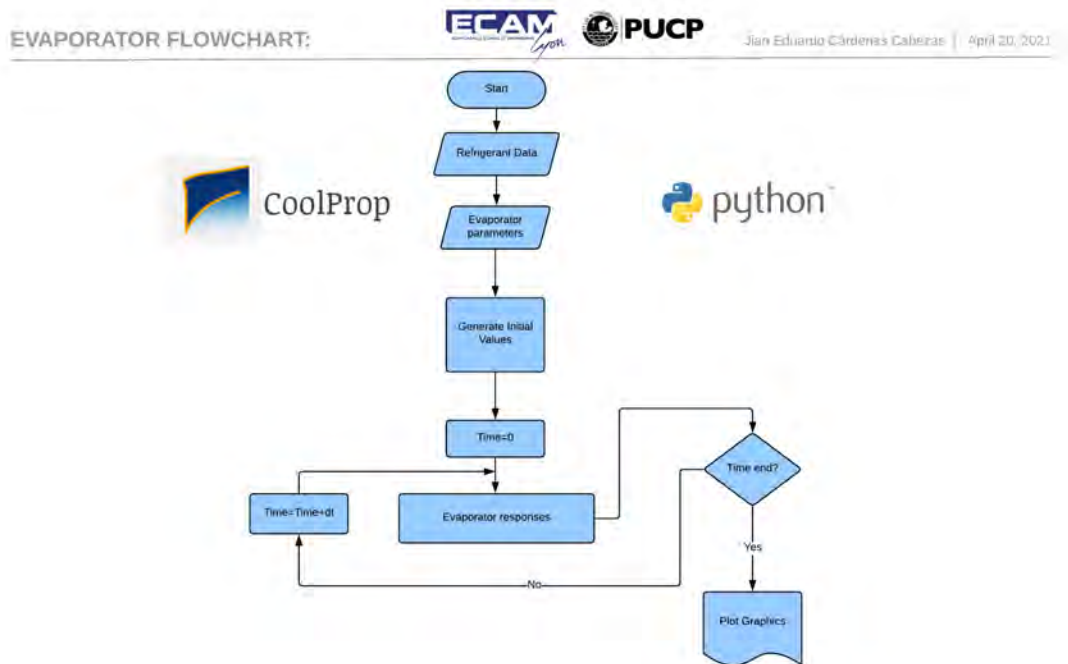 EVAPORATOR FLOWCHART:
ECAM
Lyon
PUCP
Jian Eduardo Cárdenas Cabezas | April 20, 2021
Start
Refrigerant Data
CoolProp
python
Evaporator
parameters
Generate Initial
Values
Time=0
Time end?
Time=Time+dt
Evaporator responses
Yes
No
Plot Graphics